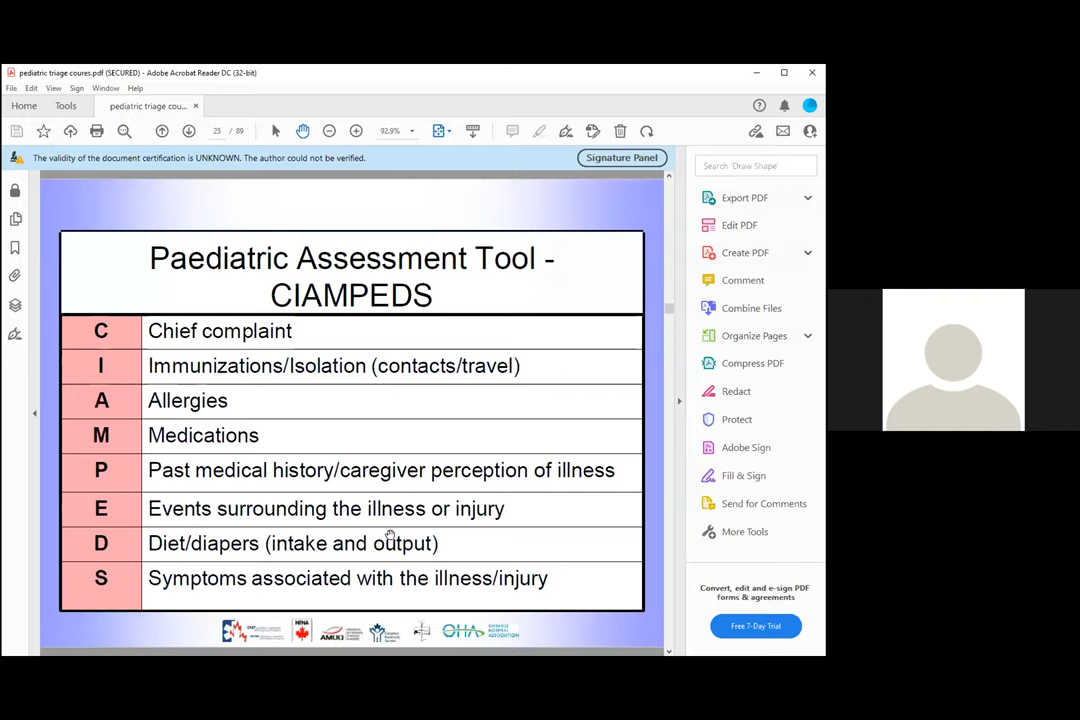 pediatric triage coures.pdf (SECURED) - Adobe Acrobat Reader DC (32-bit)
File Edit View Sign Window Help
Home Tools pediatric triage cou... ×
25 / 89 92.9%
The validity of the document certification is UNKNOWN. The author could not be verified.
Signature Panel
Search 'Draw Shape'
Paediatric Assessment Tool -
CIAMPEDS
C Chief complaint
I Immunizations/Isolation (contacts/travel)
A Allergies
M Medications
P Past medical history/caregiver perception of illness
E Events surrounding the illness or injury
D Diet/diapers (intake and output)
S Symptoms associated with the illness/injury
NENA
AMUQ
OHA ONTARIO
HOSPITAL
ASSOCIATION
Export PDF
Edit PDF
Create PDF
Comment
Combine Files
Organize Pages
Compress PDF
Redact
Protect
Adobe Sign
Fill & Sign
Send for Comments
More Tools
Convert, edit and e-sign PDF
forms & agreements
Free 7-Day Trial